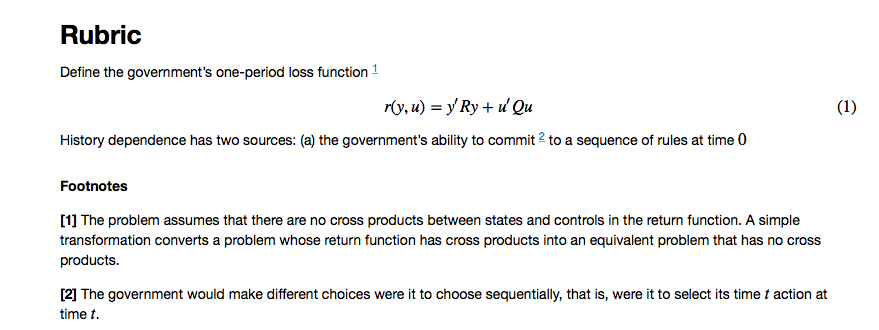 Rubric
Define the government's one-period loss function 1
r(y, u) = y′Ry + u′Qu (1)
History dependence has two sources: (a) the government's ability to commit 2 to a sequence of rules at time 0
Footnotes
[1] The problem assumes that there are no cross products between states and controls in the return function. A simple
transformation converts a problem whose return function has cross products into an equivalent problem that has no cross
products.
[2] The government would make different choices were it to choose sequentially, that is, were it to select its time t action at
time t.